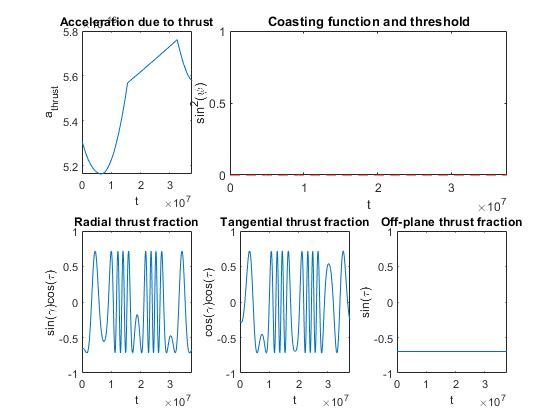 Acceleration due to thrust
Coasting function and threshold
5.8
5.6
5.4
5.2
a_thrust
0 1 2 3
t
×10^7
1
0.5
0
sin^2(ψ)
0 1 2 3
t
×10^7
Radial thrust fraction
Tangential thrust fraction
Off-plane thrust fraction
1
0.5
0
-0.5
-1
sin(γ)cos(τ)
0 1 2 3
t
×10^7
1
0.5
0
-0.5
-1
cos(γ)cos(τ)
0 1 2 3
t
×10^7
1
0.5
0
-0.5
-1
sin(τ)
0 1 2 3
t
×10^7